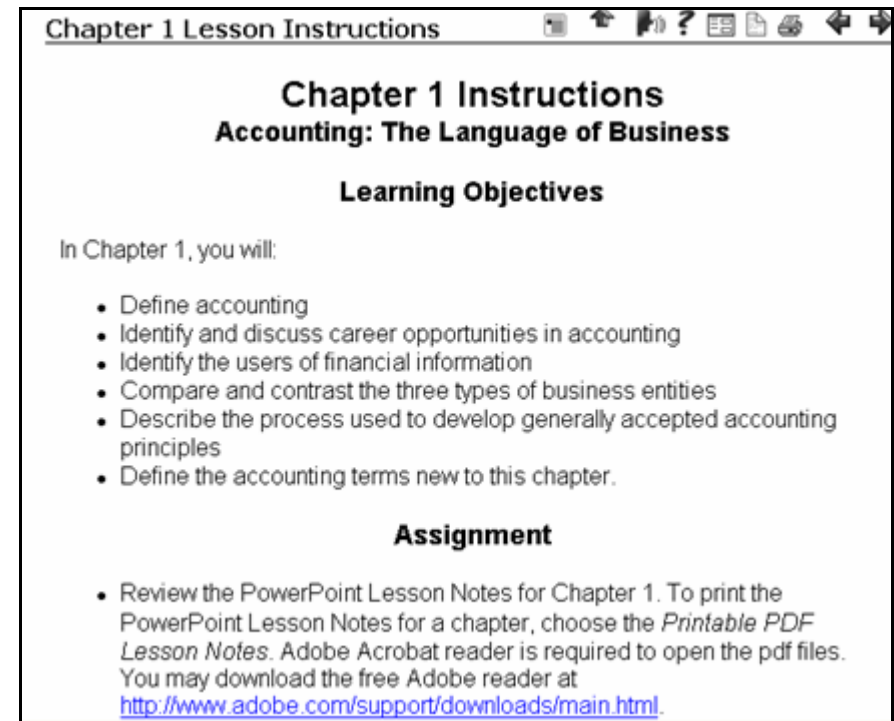 Chapter 1 Lesson Instructions
Chapter 1 Instructions
Accounting: The Language of Business
Learning Objectives
In Chapter 1, you will:
• Define accounting
• Identify and discuss career opportunities in accounting
• Identify the users of financial information
• Compare and contrast the three types of business entities
• Describe the process used to develop generally accepted accounting
principles
• Define the accounting terms new to this chapter.
Assignment
• Review the PowerPoint Lesson Notes for Chapter 1. To print the
PowerPoint Lesson Notes for a chapter, choose the Printable PDF
Lesson Notes. Adobe Acrobat reader is required to open the pdf files.
You may download the free Adobe reader at
http://www.adobe.com/support/downloads/main.html.